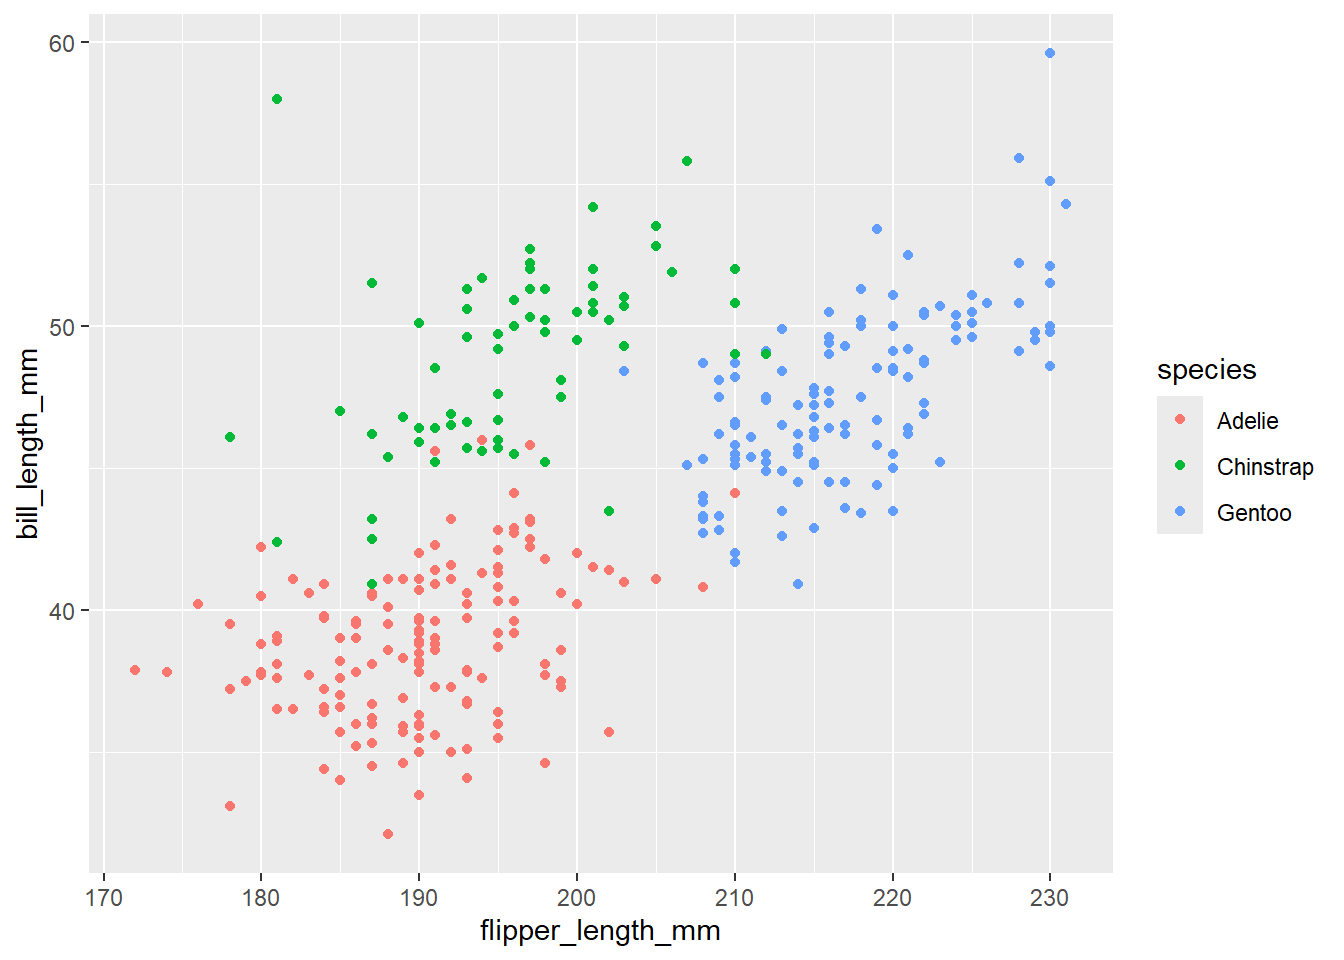 60
50
40
bill_length_mm
170 180 190 200 210 220 230
flipper_length_mm
species
Adelie
Chinstrap
Gentoo